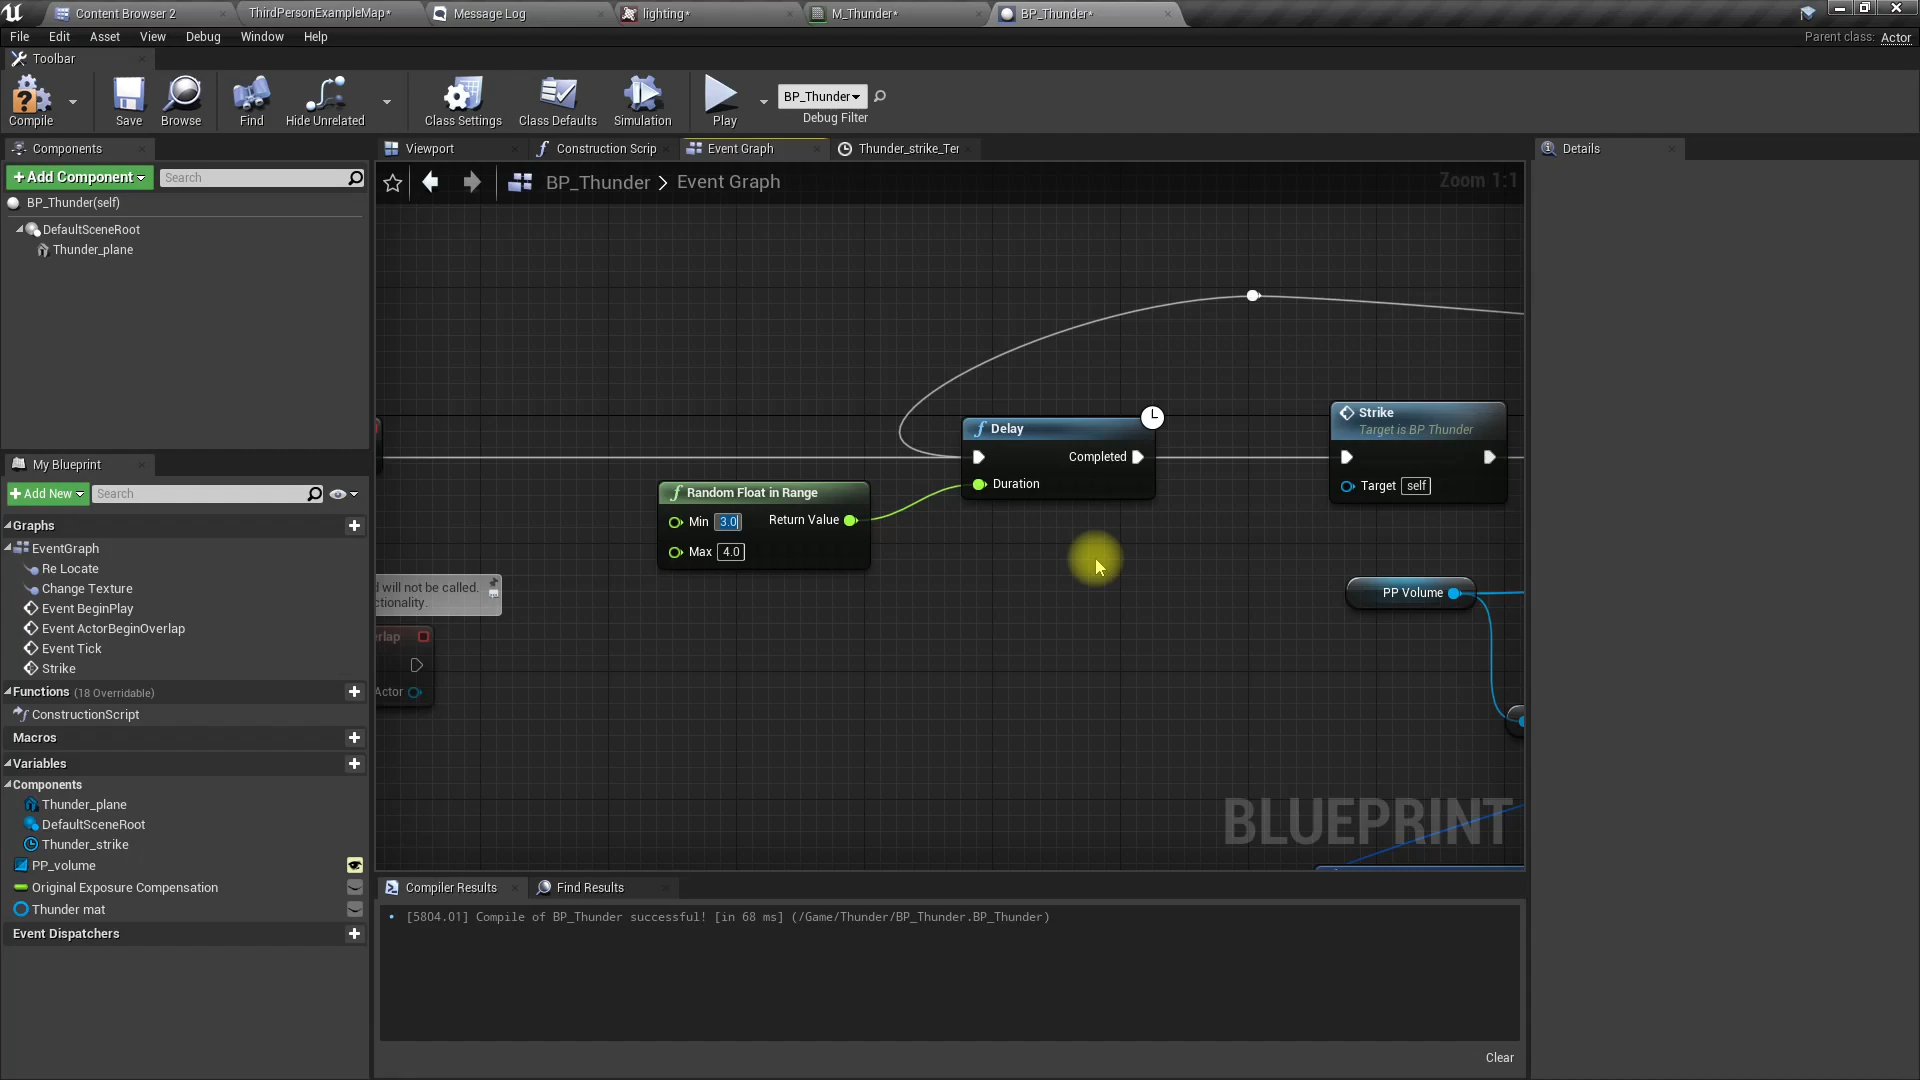 Content Browser 2
ThirdPersonExampleMap*
Message Log
lighting*
M_Thunder*
BP_Thunder*
File
Edit
Asset
View
Debug
Window
Help
Parent class: Actor
Toolbar
Compile
Save
Browse
Find
Hide Unrelated
Class Settings
Class Defaults
Simulation
Play
BP_Thunder
Debug Filter
Components
+Add Component
Search
BP_Thunder(self)
DefaultSceneRoot
Thunder_plane
Viewport
Construction Scrip
Event Graph
Thunder_strike_Ter
Details
BP_Thunder > Event Graph
Zoom 1:1
Delay
Completed
Duration
Strike
Target is BP Thunder
Target self
Random Float in Range
Min 3.0
Return Value
Max 4.0
will not be called.
ctionality.
erlap
Actor
PP Volume
BLUEPRINT
My Blueprint
+Add New
Search
Graphs
EventGraph
Re Locate
Change Texture
Event BeginPlay
Event ActorBeginOverlap
Event Tick
Strike
Functions (18 Overridable)
ConstructionScript
Macros
Variables
Components
Thunder_plane
DefaultSceneRoot
Thunder_strike
PP_volume
Original Exposure Compensation
Thunder mat
Event Dispatchers
Compiler Results
Find Results
[5804.01] Compile of BP_Thunder successful! [in 68 ms] (/Game/Thunder/BP_Thunder.BP_Thunder)
Clear